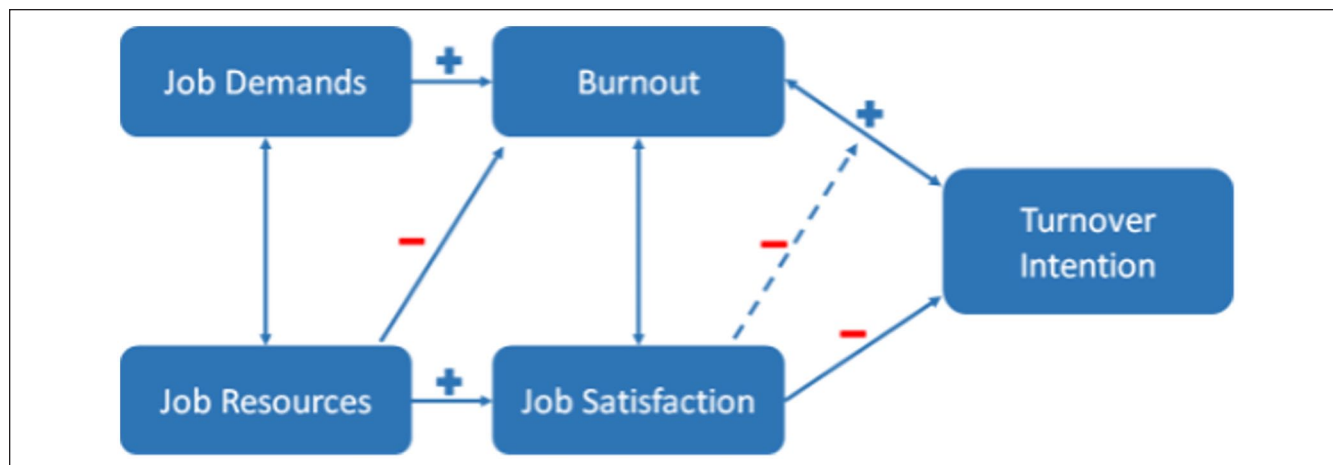 Job Demands
+
Burnout
+
Turnover
Intention
−
−
−
Job Resources
+
Job Satisfaction